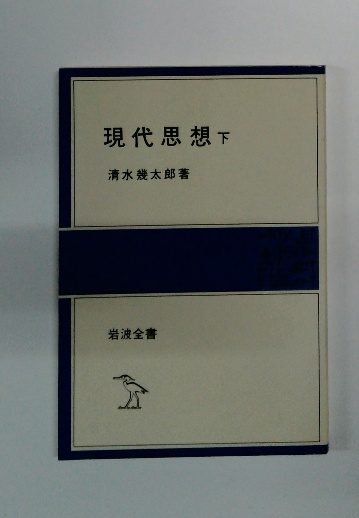 現代思想 下
清水幾太郎著
岩波全書